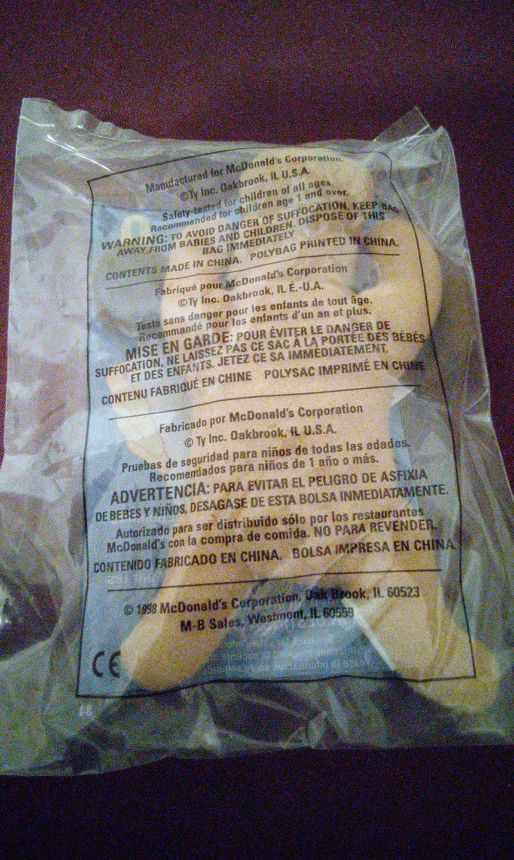 Manufactured for McDonald's Corporation.
©Ty Inc. Oakbrook, IL U.S.A.
Safety-tested for children of all ages.
Recommended for children age 1 and over.
WARNING: TO AVOID DANGER OF SUFFOCATION, KEEP BAG
AWAY FROM BABIES AND CHILDREN. DISPOSE OF THIS
BAG IMMEDIATELY
CONTENTS MADE IN CHINA. POLYBAG PRINTED IN CHINA.
Fabriqué pour McDonald's Corporation
©Ty Inc. Oakbrook, IL É.-U.A.
Testé sans danger pour les enfants de tout âge.
Recommandé pour les enfants d'un an et plus.
MISE EN GARDE: POUR ÉVITER LE DANGER DE
SUFFOCATION, NE LAISSEZ PAS CE SAC À LA PORTÉE DES BÉBÉS
ET DES ENFANTS. JETEZ CE SA IMMÉDIATEMENT.
CONTENU FABRIQUÉ EN CHINE POLYSAC IMPRIMÉ EN CHINE
Fabricado por McDonald's Corporation
© Ty Inc. Oakbrook, IL U.S.A.
Pruebas de seguridad para niños de todas las edades.
Recomendados para niños de 1 año o más.
ADVERTENCIA: PARA EVITAR EL PELIGRO DE ASFIXIA
DE BEBES Y NIÑOS, DESAGASE DE ESTA BOLSA INMEDIATAMENTE.
Autorizado para ser distribuido sólo por los restaurantes
McDonald's con la compra de comida. NO PARA REVENDER.
CONTENIDO FABRICADO EN CHINA. BOLSA IMPRESA EN CHINA
© 1998 McDonald's Corporation, Oak Brook, IL 60523
M-B Sales, Westmont, IL 60559
CE